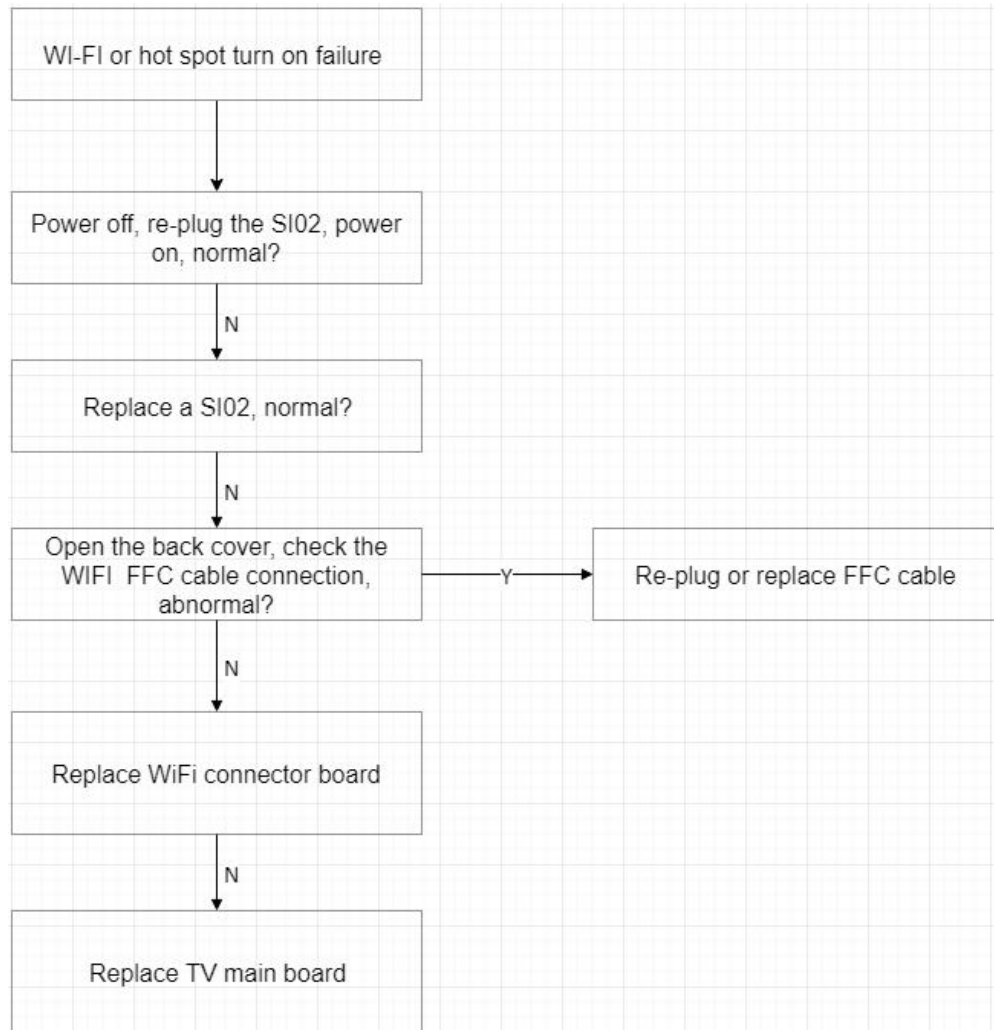 WI-FI or hot spot turn on failure
Power off, re-plug the SI02, power
on, normal?
N
Replace a SI02, normal?
N
Open the back cover, check the
WIFI  FFC cable connection,
abnormal?
Y
Re-plug or replace FFC cable
N
Replace WiFi connector board
N
Replace TV main board